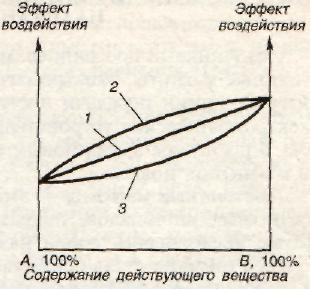 Эффект
воздействия
Эффект
воздействия
2
1
3
А, 100%
В, 100%
Содержание действующего вещества